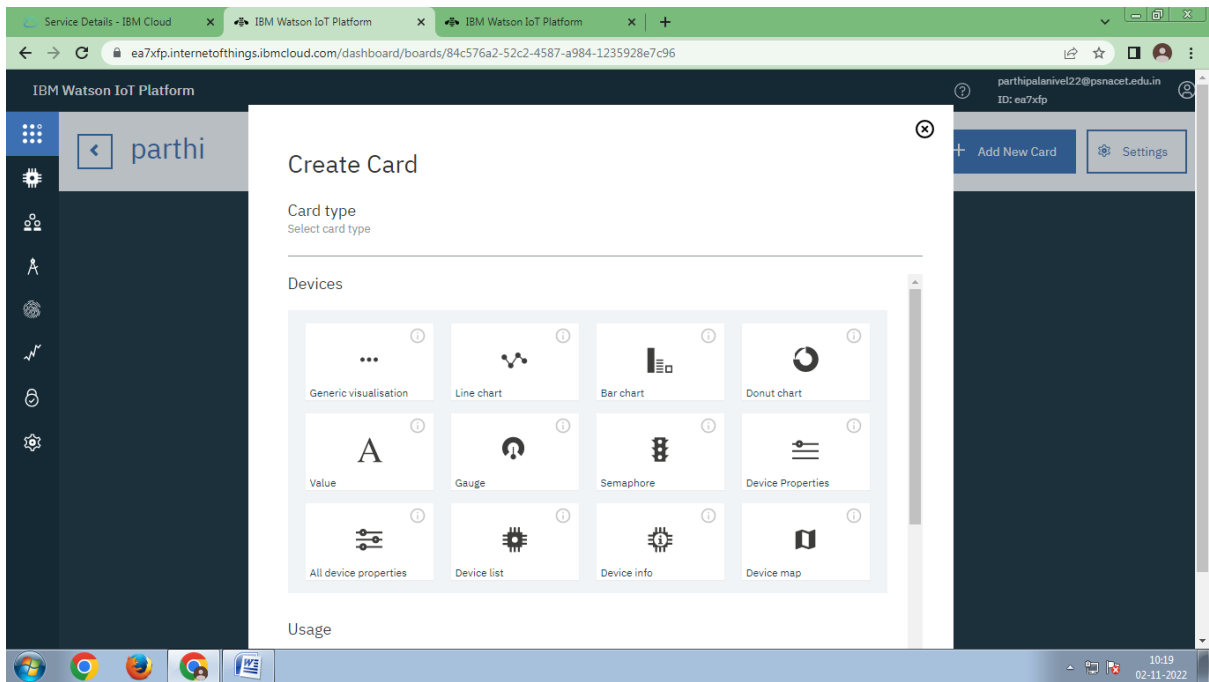 Service Details - IBM Cloud
IBM Watson IoT Platform
IBM Watson IoT Platform
ea7xfp.internetofthings.ibmcloud.com/dashboard/boards/84c576a2-52c2-4587-a984-1235928e7c96
IBM Watson IoT Platform
parthipalanivel22@psnacet.edu.in
ID: ea7xfp
parthi
Add New Card
Settings
Create Card
Card type
Select card type
Devices
Generic visualisation
Line chart
Bar chart
Donut chart
Value
Gauge
Semaphore
Device Properties
All device properties
Device list
Device info
Device map
Usage
10:19
02-11-2022